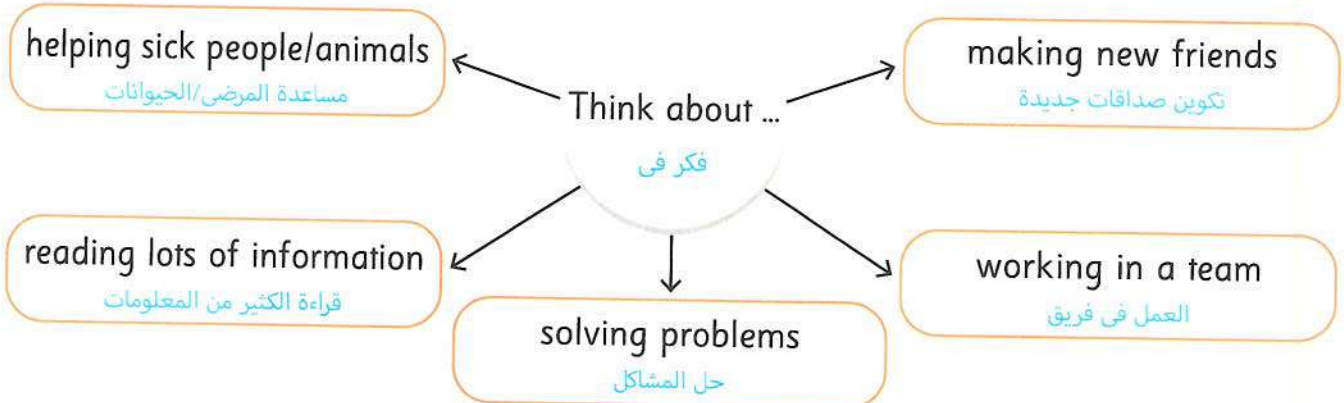 helping sick people/animals
مساعدة المرضى/الحيوانات
Think about ...
فكر فى
making new friends
تكوين صداقات جديدة
reading lots of information
قراءة الكثير من المعلومات
solving problems
حل المشاكل
working in a team
العمل فى فريق